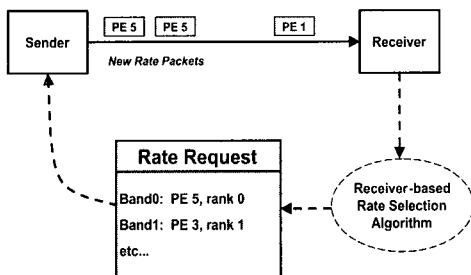 PE 5 PE 5 PE 1
Sender
Receiver
New Rate Packets
Rate Request
Band0: PE 5, rank 0
Band1: PE 3, rank 1
etc...
Receiver-based
Rate Selection
Algorithm